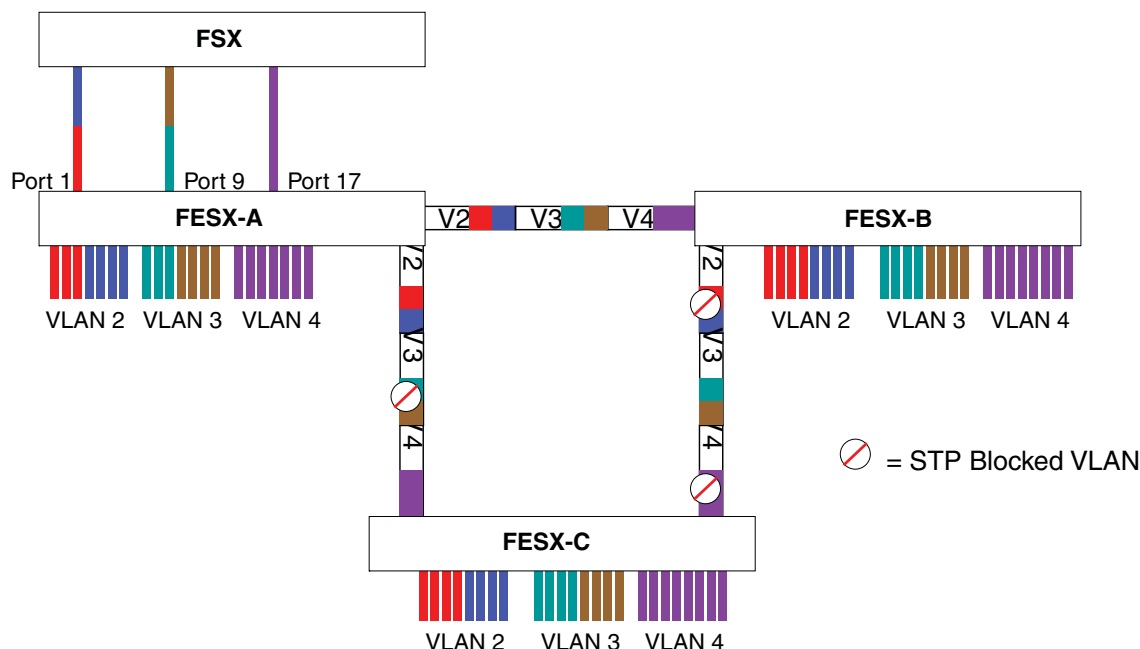 FSX
Port 1
Port 9
Port 17
FESX-A
V2
V3
V4
FESX-B
VLAN 2
VLAN 3
VLAN 4
V2
V3
V4
V2
V3
V4
VLAN 2
VLAN 3
VLAN 4
= STP Blocked VLAN
FESX-C
VLAN 2
VLAN 3
VLAN 4